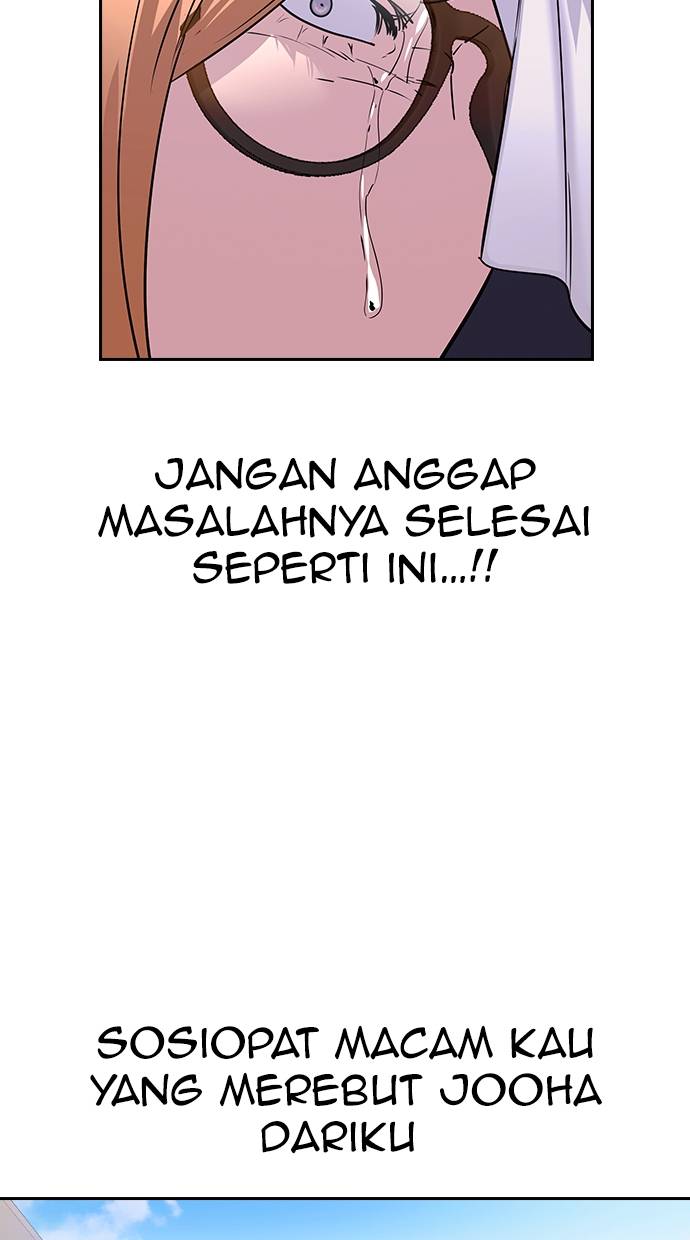 JANGAN ANGGAP
MASALAHNYA SELESAI
SEPERTI INI...!!
SOSIOPAT MACAM KAU
YANG MEREBUT JOOHA
DARIKU